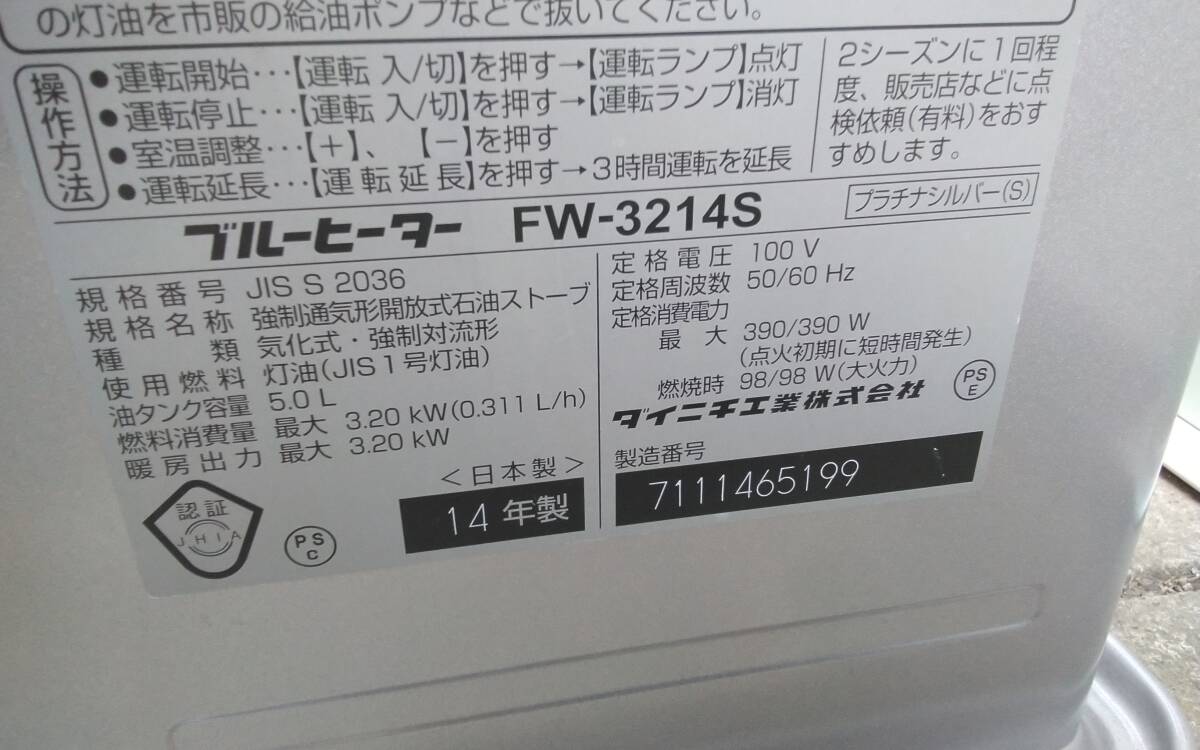 の灯油を市販の給油ポンプなどで抜いてください。
操作方法
●運転開始‥‥【運転 入/切】を押す→【運転ランプ】点灯
●運転停止‥‥【運転 入/切】を押す→【運転ランプ】消灯
●室温調整‥‥【＋】、【－】を押す
●運転延長‥‥【運転延長】を押す→３時間運転を延長
２シーズンに１回程
度、販売店などに点
検依頼(有料)をおす
すめします。
ブルーヒーター FW-3214S
プラチナシルバー(S)
規格番号 JIS S 2036
規格名称 強制通気形開放式石油ストーブ
種類 気化式・強制対流形
使用燃料 灯油(JIS１号灯油)
油タンク容量 5.0 L
燃料消費量 最大 3.20 kW(0.311 L/h)
暖房出力 最大 3.20 kW
＜日本製＞
認証
JHIA
PS
C
14 年製
定格電圧 100 V
定格周波数 50/60 Hz
定格消費電力
最大 390/390 W
(点火初期に短時間発生)
燃焼時 98/98 W(大火力)
ダイニチ工業株式会社
PS
E
製造番号
7111465199